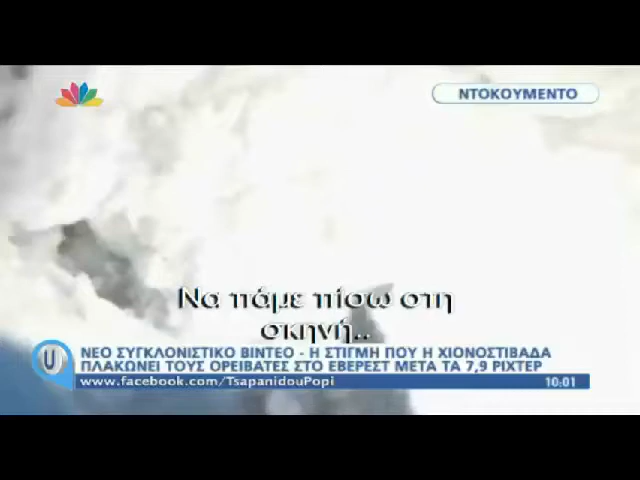 ΝΤΟΚΟΥΜΕΝΤΟ
Να πάμε πίσω στη
σκηνή..
U
ΝΕΟ ΣΥΓΚΛΟΝΙΣΤΙΚΟ ΒΙΝΤΕΟ - Η ΣΤΙΓΜΗ ΠΟΥ Η ΧΙΟΝΟΣΤΙΒΑΔΑ
ΠΛΑΚΩΝΕΙ ΤΟΥΣ ΟΡΕΙΒΑΤΕΣ ΣΤΟ ΕΒΕΡΕΣΤ ΜΕΤΑ ΤΑ 7,9 ΡΙΧΤΕΡ
www.facebook.com/TsapanidouPopi
10:01